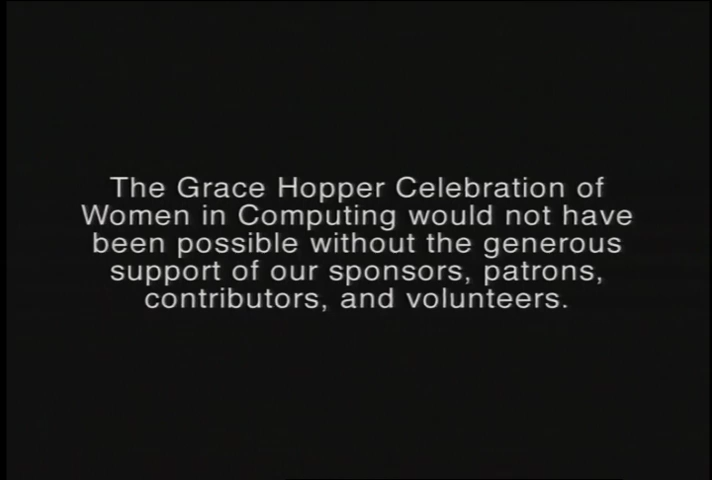 The Grace Hopper Celebration of
Women in Computing would not have
been possible without the generous
support of our sponsors, patrons,
contributors, and volunteers.